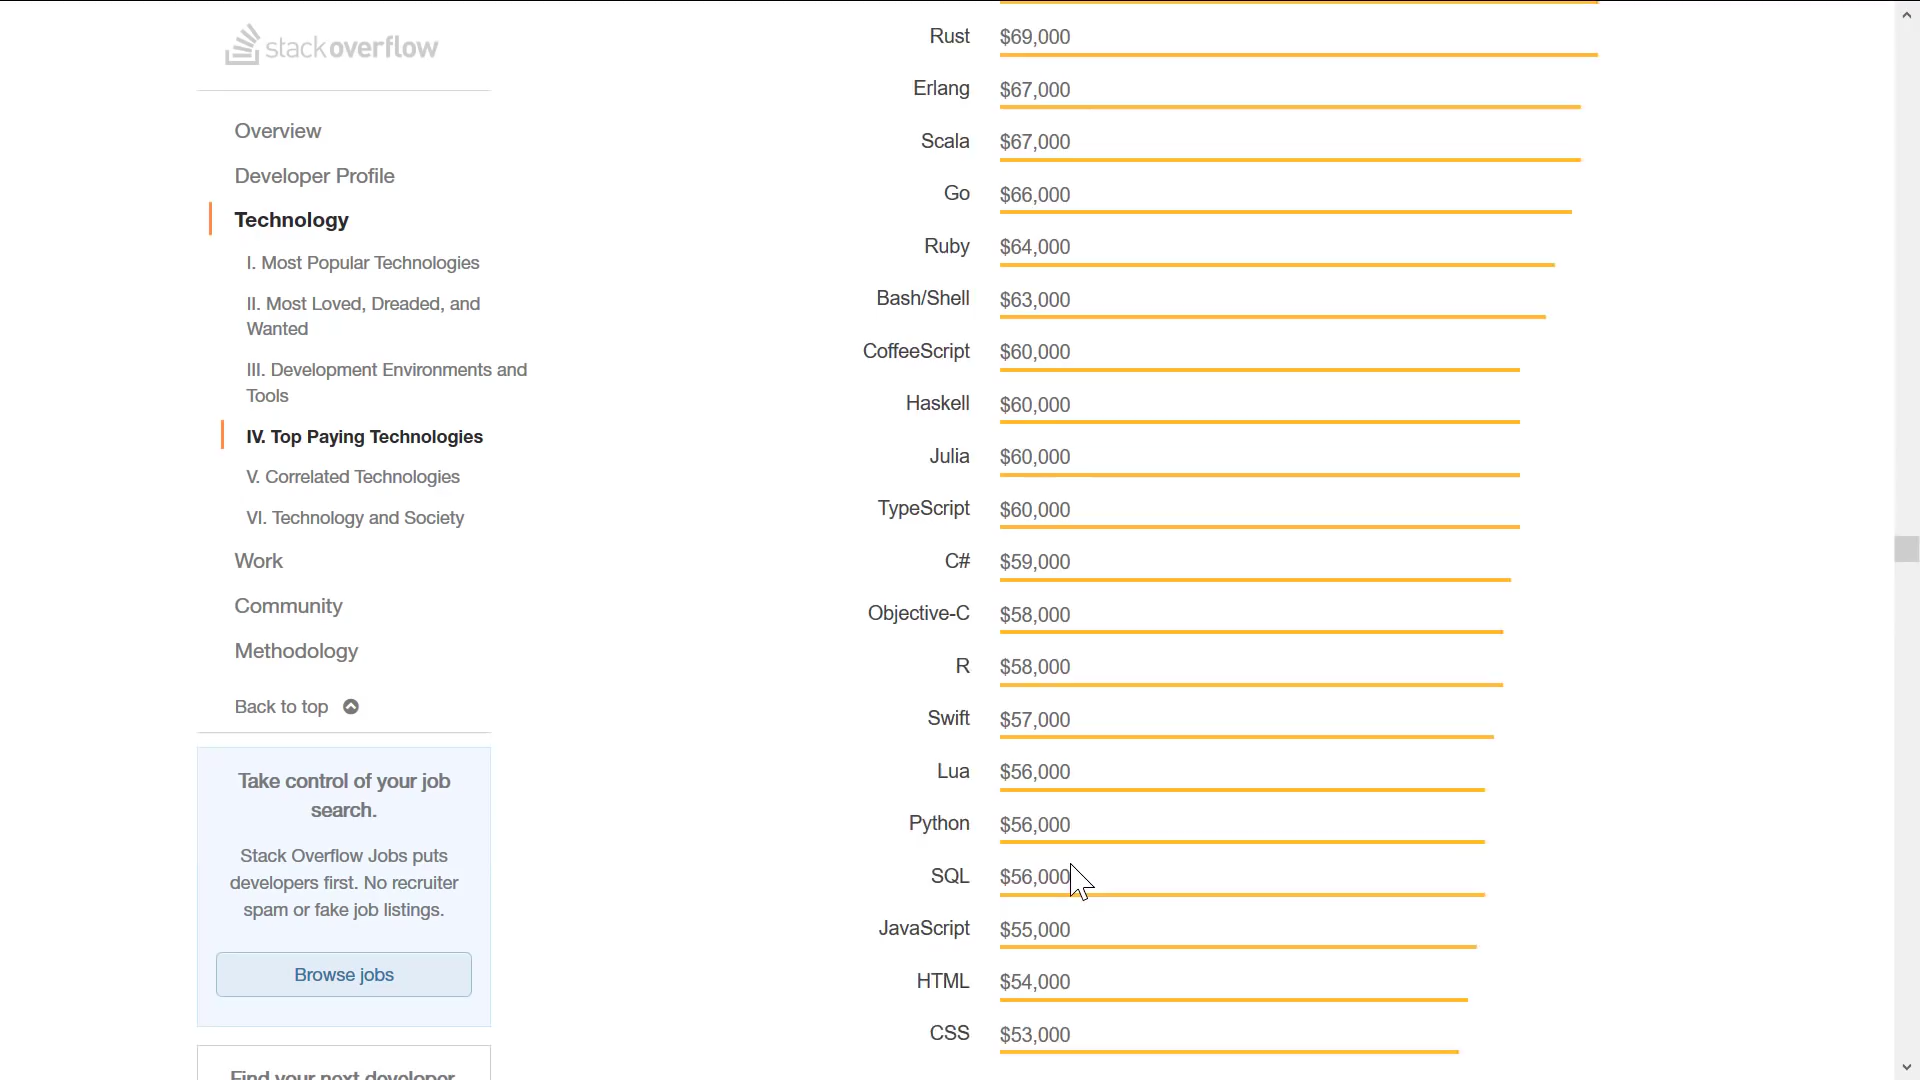 stackoverflow
Overview
Developer Profile
Technology
I. Most Popular Technologies
II. Most Loved, Dreaded, and
Wanted
III. Development Environments and
Tools
IV. Top Paying Technologies
V. Correlated Technologies
VI. Technology and Society
Work
Community
Methodology
Back to top
Take control of your job
search.
Stack Overflow Jobs puts
developers first. No recruiter
spam or fake job listings.
Browse jobs
Find your next developer
Rust $69,000
Erlang $67,000
Scala $67,000
Go $66,000
Ruby $64,000
Bash/Shell $63,000
CoffeeScript $60,000
Haskell $60,000
Julia $60,000
TypeScript $60,000
C# $59,000
Objective-C $58,000
R $58,000
Swift $57,000
Lua $56,000
Python $56,000
SQL $56,000
JavaScript $55,000
HTML $54,000
CSS $53,000